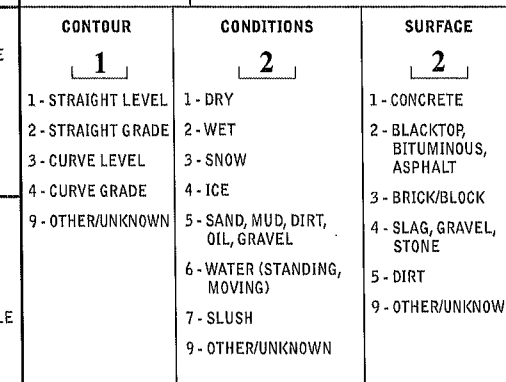 CONTOUR
1
1 - STRAIGHT LEVEL
2 - STRAIGHT GRADE
3 - CURVE LEVEL
4 - CURVE GRADE
9 - OTHER/UNKNOWN
CONDITIONS
2
1 - DRY
2 - WET
3 - SNOW
4 - ICE
5 - SAND, MUD, DIRT,
OIL, GRAVEL
6 - WATER (STANDING,
MOVING)
7 - SLUSH
9 - OTHER/UNKNOWN
SURFACE
2
1 - CONCRETE
2 - BLACKTOP,
BITUMINOUS,
ASPHALT
3 - BRICK/BLOCK
4 - SLAG, GRAVEL,
STONE
5 - DIRT
9 - OTHER/UNKNOW
E
LE